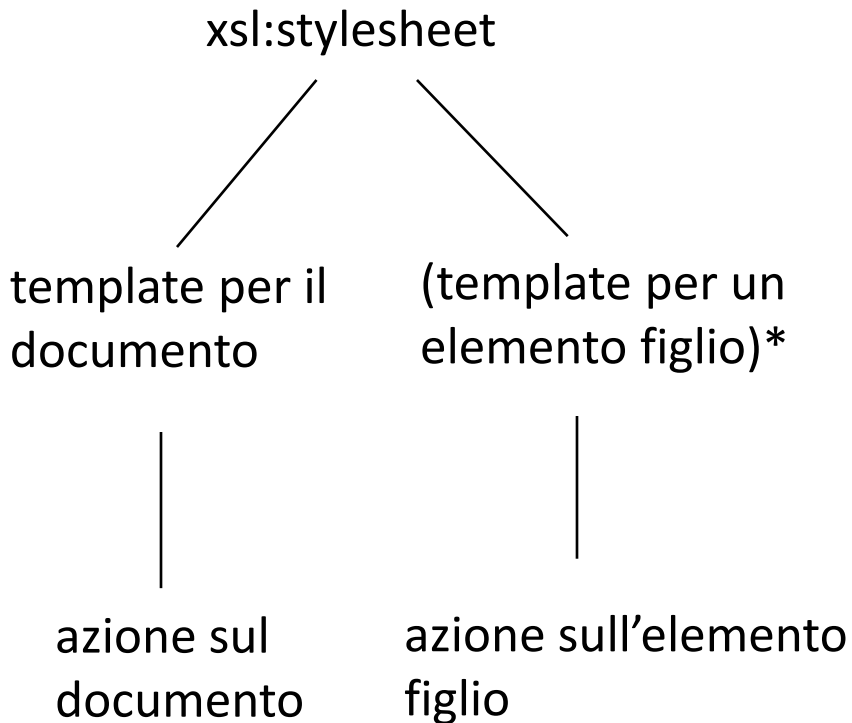 xsl:stylesheet
template per il
documento
(template per un
elemento figlio)*
azione sul
documento
azione sull’elemento
figlio